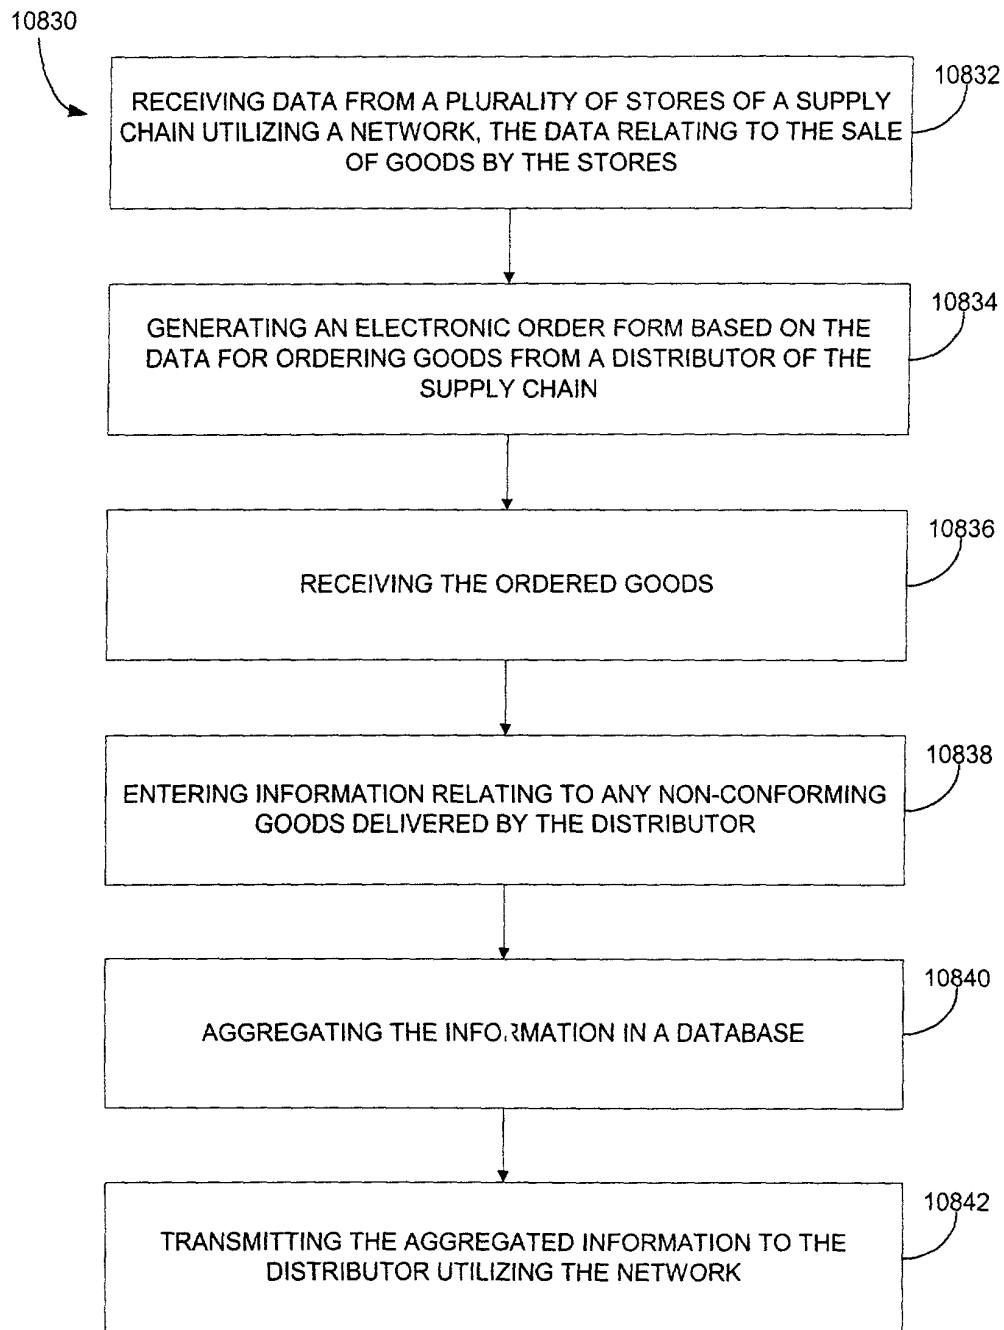 10830
10832
RECEIVING DATA FROM A PLURALITY OF STORES OF A SUPPLY
CHAIN UTILIZING A NETWORK, THE DATA RELATING TO THE SALE
OF GOODS BY THE STORES
10834
GENERATING AN ELECTRONIC ORDER FORM BASED ON THE
DATA FOR ORDERING GOODS FROM A DISTRIBUTOR OF THE
SUPPLY CHAIN
10836
RECEIVING THE ORDERED GOODS
10838
ENTERING INFORMATION RELATING TO ANY NON-CONFORMING
GOODS DELIVERED BY THE DISTRIBUTOR
10840
AGGREGATING THE INFORMATION IN A DATABASE
10842
TRANSMITTING THE AGGREGATED INFORMATION TO THE
DISTRIBUTOR UTILIZING THE NETWORK